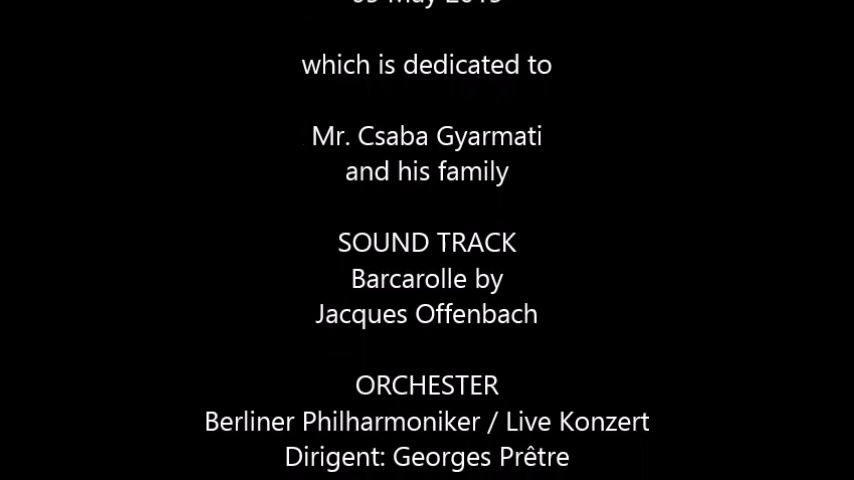 which is dedicated to
Mr. Csaba Gyarmati
and his family
SOUND TRACK
Barcarolle by
Jacques Offenbach
ORCHESTER
Berliner Philharmoniker / Live Konzert
Dirigent: Georges Prêtre